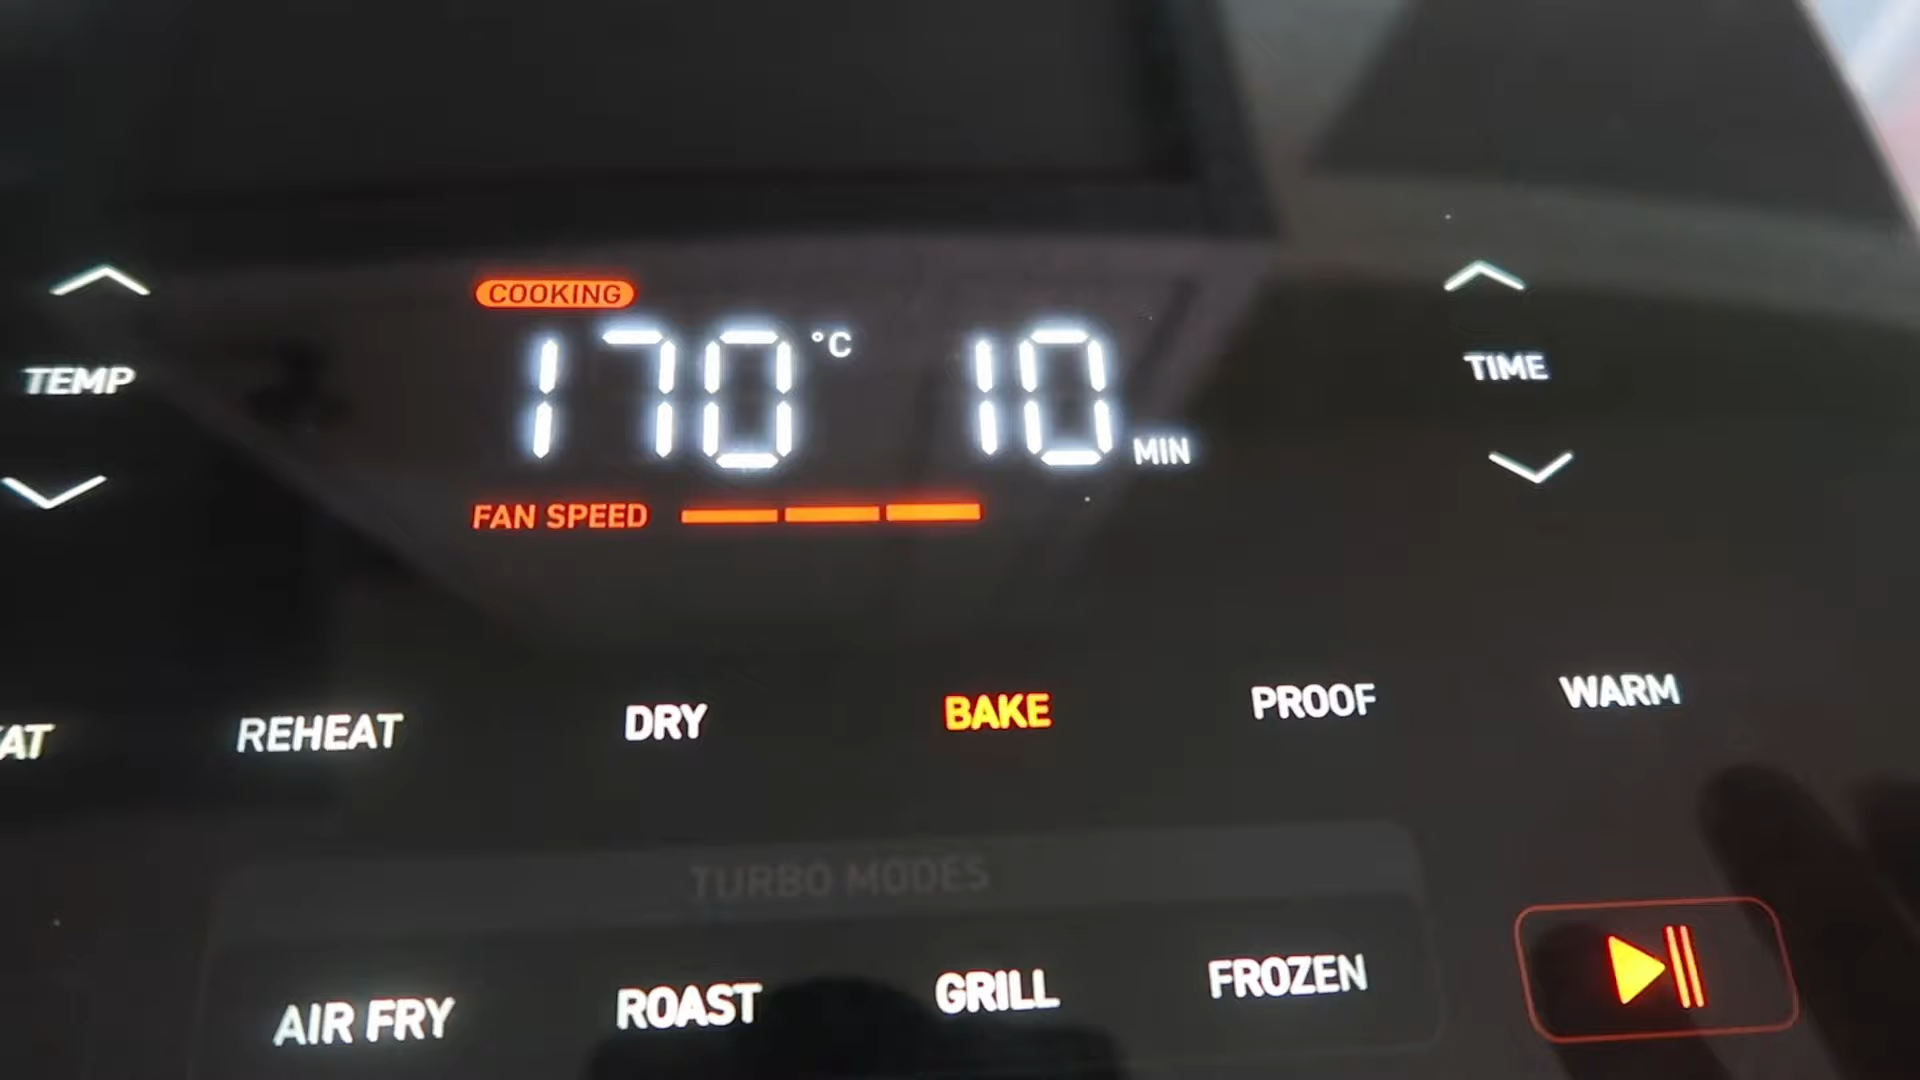 COOKING
TEMP 170 °C 10 MIN TIME
FAN SPEED
AT REHEAT DRY BAKE PROOF WARM
TURBO MODES
AIR FRY ROAST GRILL FROZEN